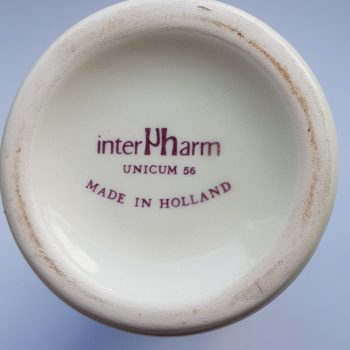 interPharm
UNICUM 56
MADE IN HOLLAND